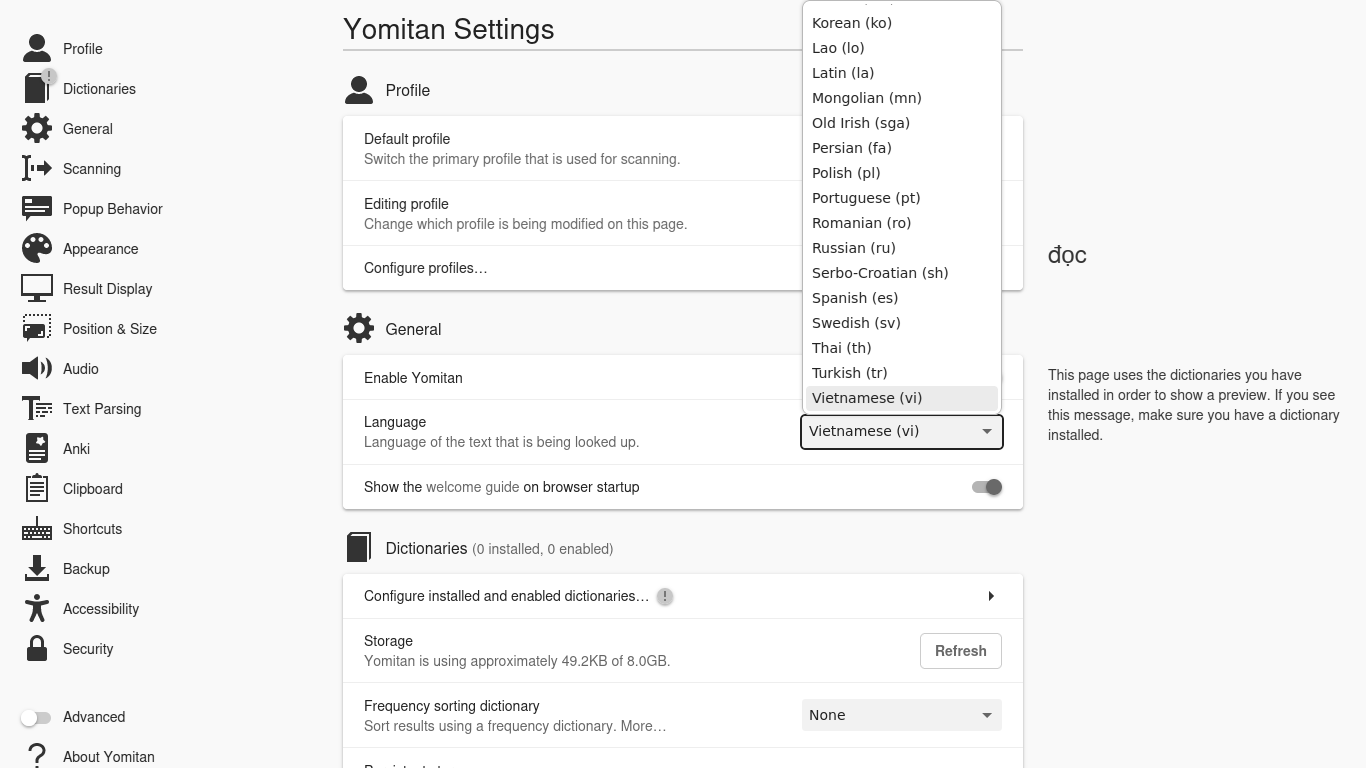 Yomitan Settings
Profile
Dictionaries
General
Scanning
Popup Behavior
Appearance
Result Display
Position & Size
Audio
Text Parsing
Anki
Clipboard
Shortcuts
Backup
Accessibility
Security
Advanced
About Yomitan
Profile
Default profile
Switch the primary profile that is used for scanning.
Editing profile
Change which profile is being modified on this page.
Configure profiles…
General
Enable Yomitan
Language
Language of the text that is being looked up.
Vietnamese (vi)
Korean (ko)
Lao (lo)
Latin (la)
Mongolian (mn)
Old Irish (sga)
Persian (fa)
Polish (pl)
Portuguese (pt)
Romanian (ro)
Russian (ru)
Serbo-Croatian (sh)
Spanish (es)
Swedish (sv)
Thai (th)
Turkish (tr)
Vietnamese (vi)
Show the welcome guide on browser startup
Dictionaries (0 installed, 0 enabled)
Configure installed and enabled dictionaries…
Storage
Yomitan is using approximately 49.2KB of 8.0GB.
Refresh
Frequency sorting dictionary
Sort results using a frequency dictionary. More…
None
đọc
This page uses the dictionaries you have
installed in order to show a preview. If you see
this message, make sure you have a dictionary
installed.